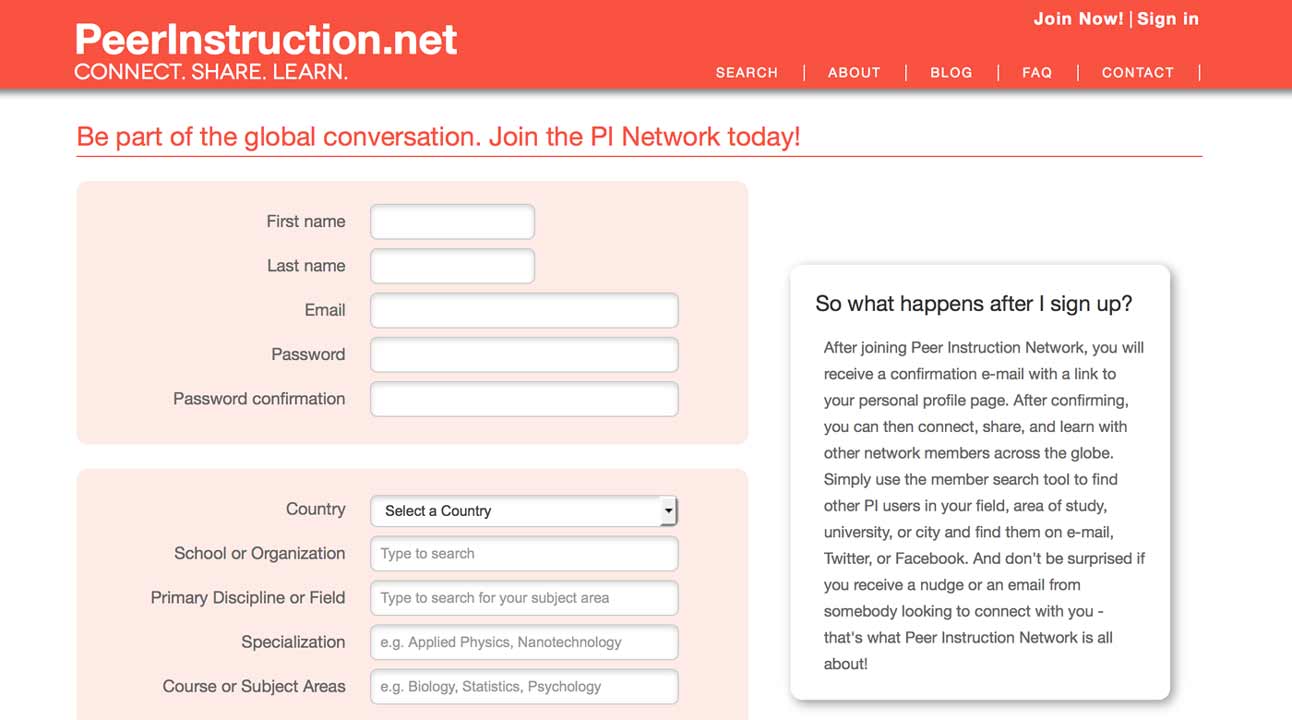 Join Now! | Sign in
PeerInstruction.net
CONNECT. SHARE. LEARN.
SEARCH | ABOUT | BLOG | FAQ | CONTACT |
Be part of the global conversation. Join the PI Network today!
First name
Last name
Email
Password
Password confirmation
Country Select a Country
School or Organization Type to search
Primary Discipline or Field Type to search for your subject area
Specialization e.g. Applied Physics, Nanotechnology
Course or Subject Areas e.g. Biology, Statistics, Psychology
So what happens after I sign up?
After joining Peer Instruction Network, you will
receive a confirmation e-mail with a link to
your personal profile page. After confirming,
you can then connect, share, and learn with
other network members across the globe.
Simply use the member search tool to find
other PI users in your field, area of study,
university, or city and find them on e-mail,
Twitter, or Facebook. And don't be surprised if
you receive a nudge or an email from
somebody looking to connect with you -
that's what Peer Instruction Network is all
about!